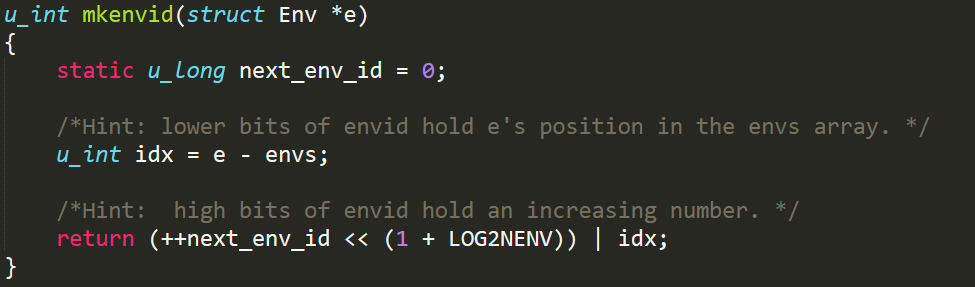 u_int mkenvid(struct Env *e)
{
    static u_long next_env_id = 0;

    /*Hint: lower bits of envid hold e's position in the envs array. */
    u_int idx = e - envs;

    /*Hint:  high bits of envid hold an increasing number. */
    return (++next_env_id << (1 + LOG2NENV)) | idx;
}